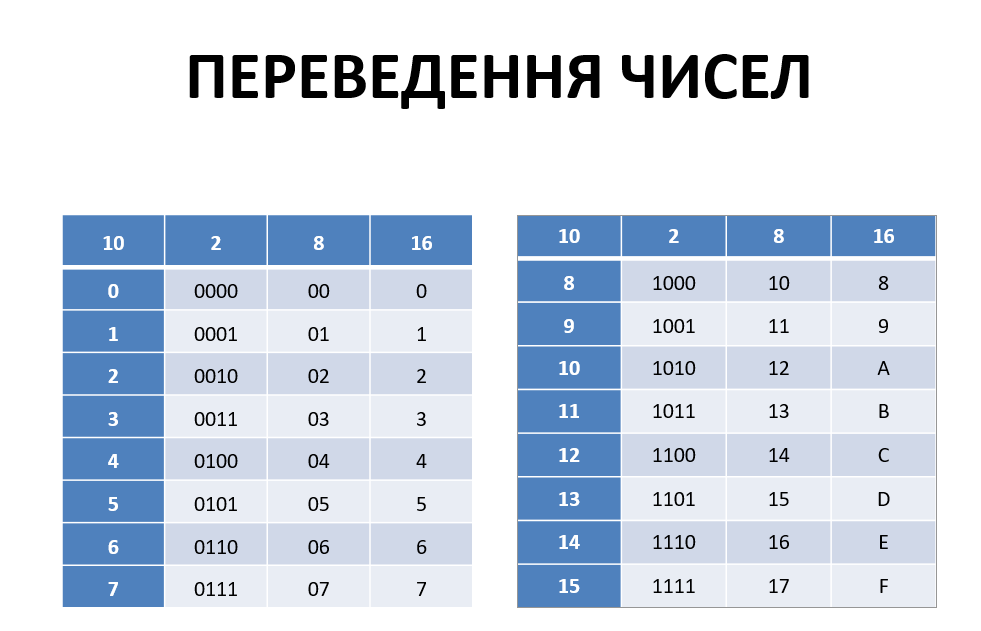 ПЕРЕВЕДЕННЯ ЧИСЕЛ
10 2 8 16
0 0000 00 0
1 0001 01 1
2 0010 02 2
3 0011 03 3
4 0100 04 4
5 0101 05 5
6 0110 06 6
7 0111 07 7
10 2 8 16
8 1000 10 8
9 1001 11 9
10 1010 12 A
11 1011 13 B
12 1100 14 C
13 1101 15 D
14 1110 16 E
15 1111 17 F